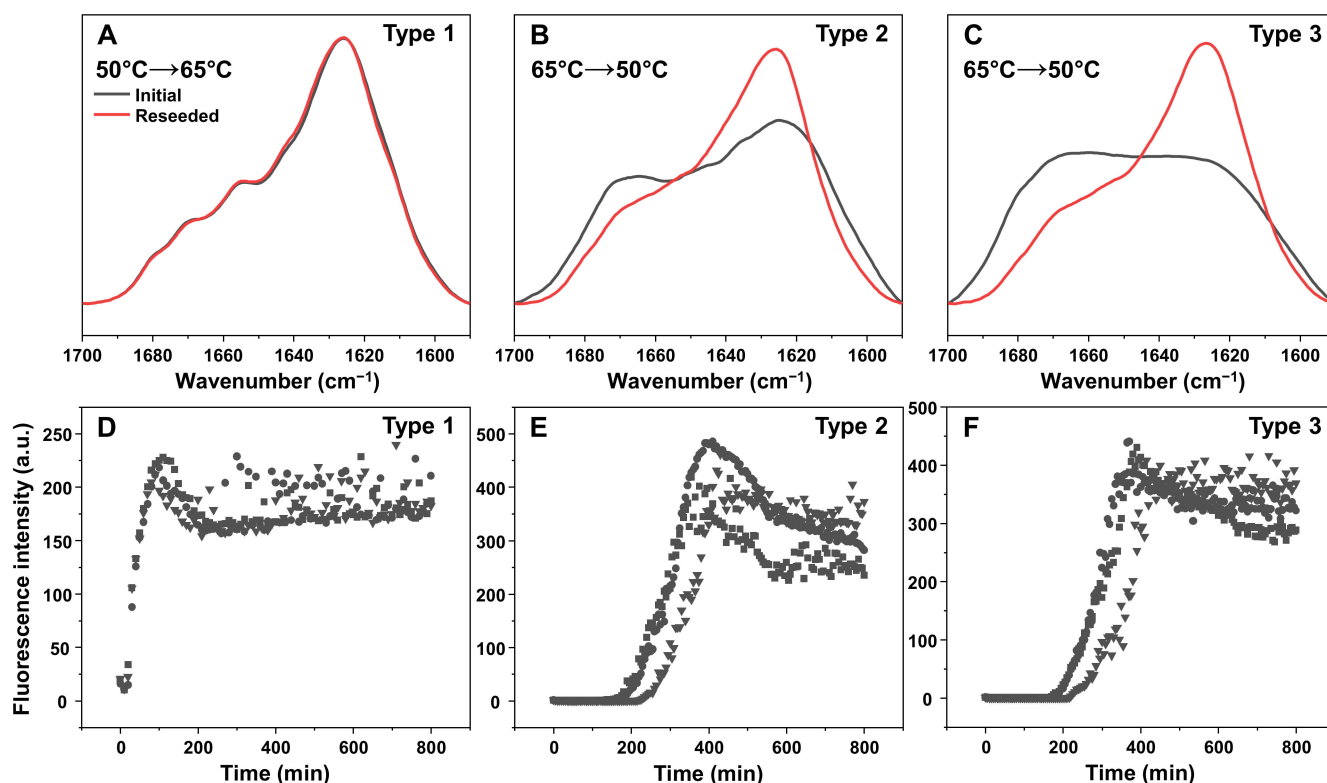 A Type 1
50°C→65°C
Initial
Reseeded
1700 1680 1660 1640 1620 1600
Wavenumber (cm−1)
B Type 2
65°C→50°C
1700 1680 1660 1640 1620 1600
Wavenumber (cm−1)
C Type 3
65°C→50°C
1700 1680 1660 1640 1620 1600
Wavenumber (cm−1)
Fluorescence intensity (a.u.)
D Type 1
250
200
150
100
50
0
0 200 400 600 800
Time (min)
E Type 2
500
400
300
200
100
0
0 200 400 600 800
Time (min)
F Type 3
500
400
300
200
100
0
0 200 400 600 800
Time (min)